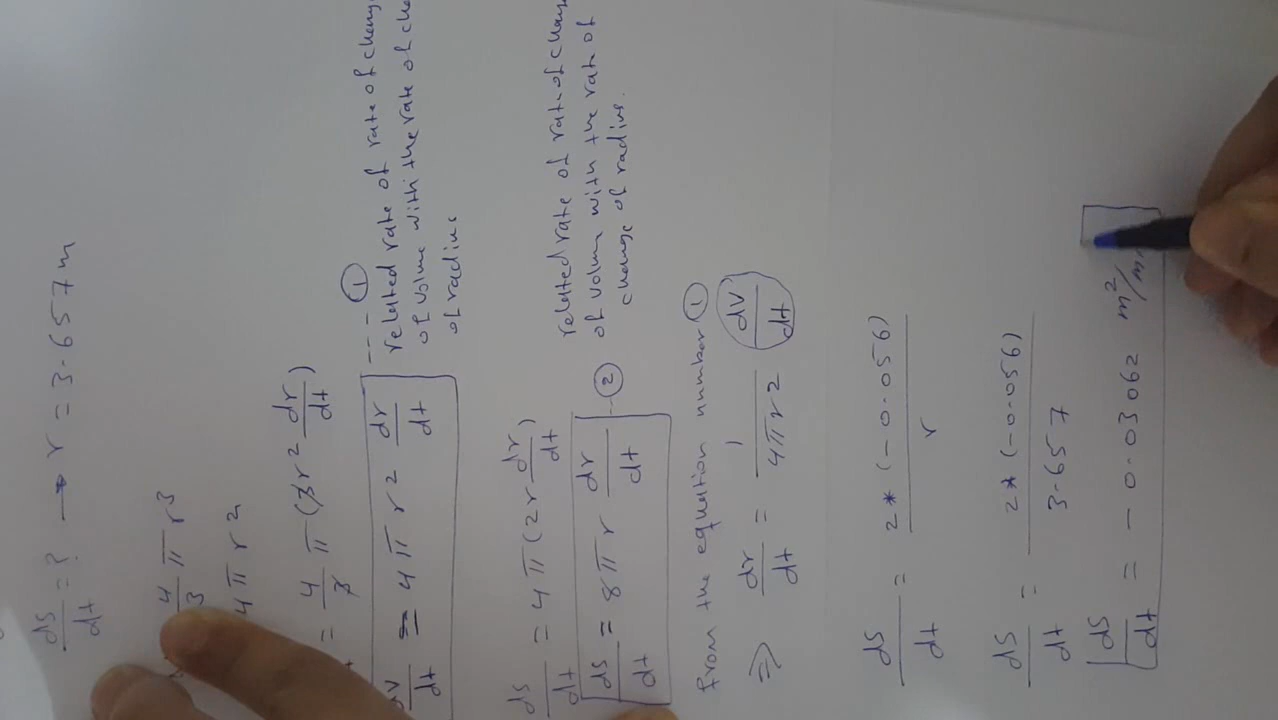 dS/dt = ? → r = 3.657 m
4/3 π r³
4 π r²
= 4/3 π (3r² dr/dt)
dV/dt = 4 π r² dr/dt --- ①
related rate of rate of change
of volume with the rate of
of radius
dS/dt = 4 π (2r dr/dt)
dS/dt = 8 π r dr/dt --- ②
related rate of rate of change
of volume with the rate of
change of radius.
from the equation number ①
⇒ dr/dt = 1/4πr² dV/dt
dS/dt = 2*(-0.056)/r
dS/dt = 2*(-0.056)/3.657
dS/dt = -0.03062 m²/